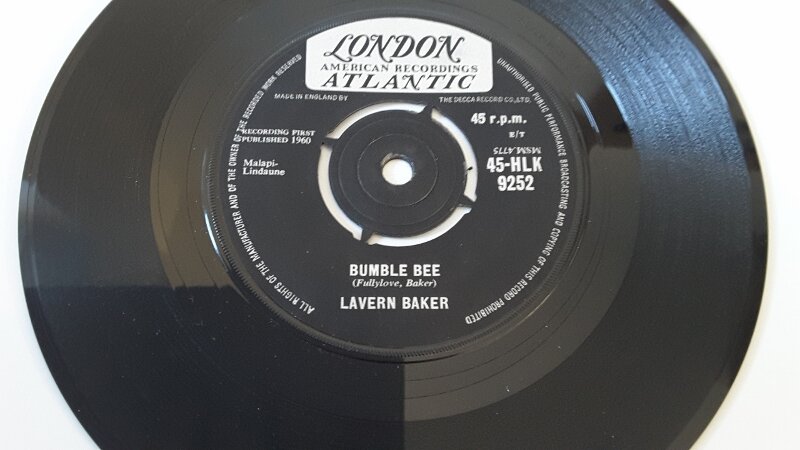 LONDON
AMERICAN RECORDINGS
ATLANTIC
MADE IN ENGLAND BY THE DECCA RECORD CO., LTD.
45 r.p.m.
RECORDING FIRST
PUBLISHED 1960
E/T
MSM.4775
Malapi-
Lindaune
45-HLK
9252
BUMBLE BEE
(Fullylove, Baker)
LAVERN BAKER
ALL RIGHTS OF THE MANUFACTURER AND OF THE OWNER OF THE RECORDED WORK RESERVED
UNAUTHORISED PUBLIC PERFORMANCE BROADCASTING AND COPYING OF THIS RECORD PROHIBITED